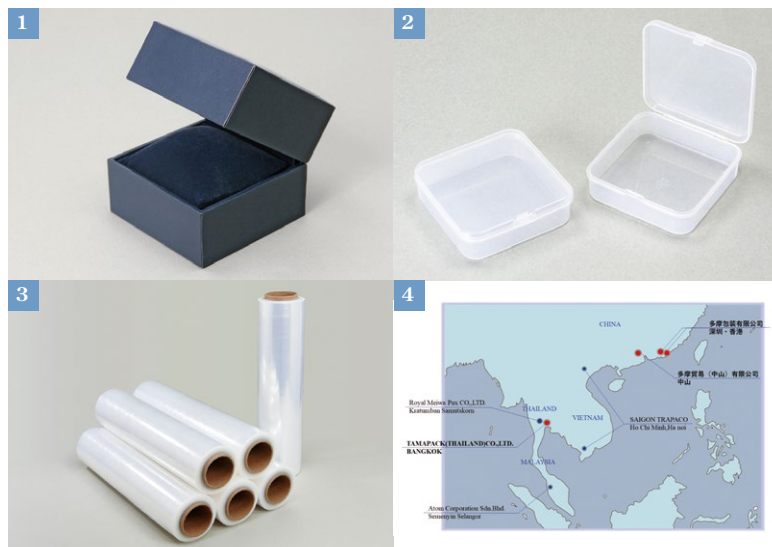 1
2
3
4
CHINA
多摩包装有限公司
深圳・香港
多摩貿易（中山）有限公司
中山
Royal Meiwa Pax CO.,LTD.
Kratumban Samutskorn
THAILAND
VIETNAM
SAIGON TRAPACO
Ho Chi Minh,Ha noi
TAMAPACK(THAILAND)CO.,LTD.
BANGKOK
MALAYSIA
Atom Corporation Sdn.Bhd.
Semenyin Selangor